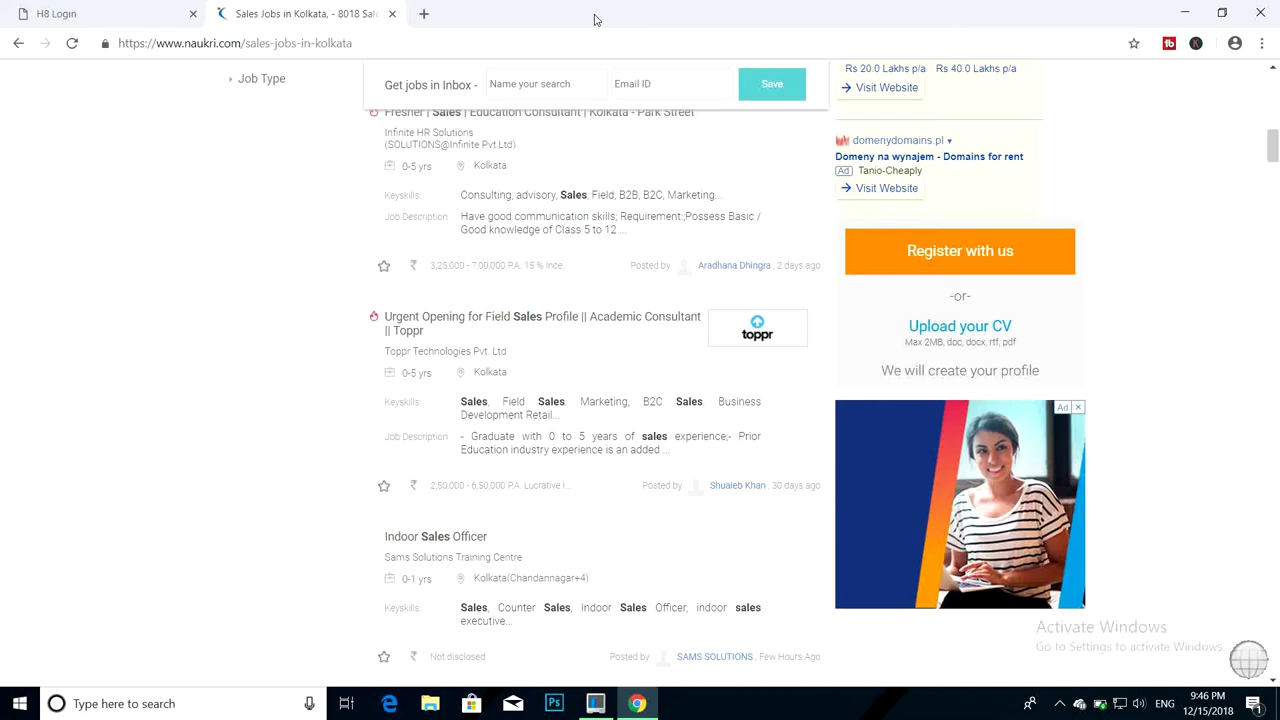 H8 Login
Sales Jobs in Kolkata, - 8018 Sal
https://www.naukri.com/sales-jobs-in-kolkata
Job Type
Get jobs in Inbox -
Name your search
Email ID
Save
Fresher | Sales | Education Consultant | Kolkata - Park Street
Infinite HR Solutions
(SOLUTIONS@Infinite Pvt.Ltd)
0-5 yrs
Kolkata
Keyskills:
Consulting, advisory, Sales, Field, B2B, B2C, Marketing...
Job Description
Have good communication skills; Requirement:;Possess Basic /
Good knowledge of Class 5 to 12 ...
3,25,000 - 7,00,000 P.A. 15 % Ince.
Posted by
Aradhana Dhingra , 2 days ago
Urgent Opening for Field Sales Profile || Academic Consultant
|| Toppr
toppr
Toppr Technologies Pvt. Ltd
0-5 yrs
Kolkata
Keyskills:
Sales, Field Sales, Marketing, B2C Sales, Business
Development Retail...
Job Description
- Graduate with 0 to 5 years of sales experience;- Prior
Education industry experience is an added ...
2,50,000 - 6,50,000 P.A. Lucrative I...
Posted by
Shuaieb Khan , 30 days ago
Indoor Sales Officer
Sams Solutions Training Centre
0-1 yrs
Kolkata(Chandannagar+4)
Keyskills:
Sales, Counter Sales, Indoor Sales Officer, indoor sales
executive...
Not disclosed
Posted by
SAMS SOLUTIONS , Few Hours Ago
Rs 20.0 Lakhs p/a Rs 40.0 Lakhs p/a
Visit Website
domenydomains.pl
Domeny na wynajem - Domains for rent
Ad Tanio-Cheaply
Visit Website
Register with us
-or-
Upload your CV
Max 2MB, doc, docx, rtf, pdf
We will create your profile
Ad
Activate Windows
Go to Settings to activate Windows.
Type here to search
Ps
ENG
9:46 PM
12/15/2018